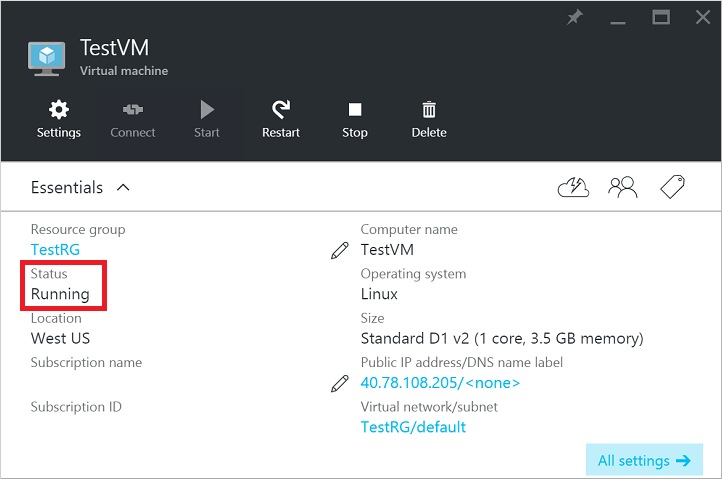 TestVM
Virtual machine
Settings
Connect
Start
Restart
Stop
Delete
Essentials
Resource group
TestRG
Status
Running
Location
West US
Subscription name
Subscription ID
Computer name
TestVM
Operating system
Linux
Size
Standard D1 v2 (1 core, 3.5 GB memory)
Public IP address/DNS name label
40.78.108.205/<none>
Virtual network/subnet
TestRG/default
All settings